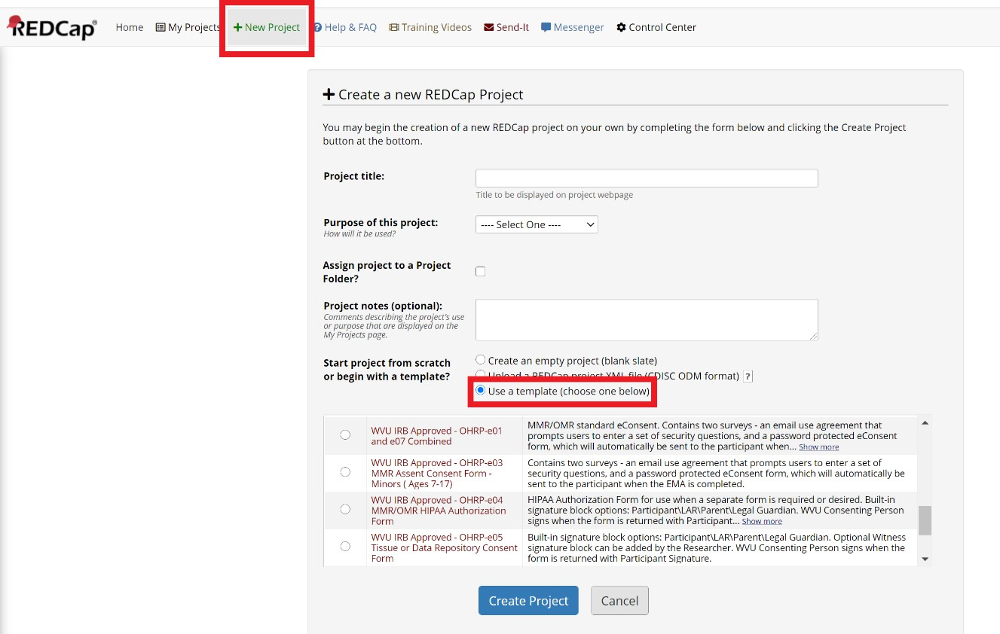 REDCap®
Home My Projects + New Project ? Help & FAQ Training Videos Send-It Messenger Control Center
+ Create a new REDCap Project
You may begin the creation of a new REDCap project on your own by completing the form below and clicking the Create Project
button at the bottom.
Project title:
Title to be displayed on project webpage
Purpose of this project:
How will it be used?
---- Select One ----
Assign project to a Project
Folder?
Project notes (optional):
Comments describing the project's use
or purpose that are displayed on the
My Projects page.
Start project from scratch
or begin with a template?
Create an empty project (blank slate)
Upload a REDCap project XML file (CDISC ODM format) ?
Use a template (choose one below)
WVU IRB Approved - OHRP-e01
and e07 Combined
MMR/OMR standard eConsent. Contains two surveys - an email use agreement that
prompts users to enter a set of security questions, and a password protected eConsent
form, which will automatically be sent to the participant when... Show more
WVU IRB Approved - OHRP-e03
MMR Assent Consent Form -
Minors ( Ages 7-17)
Contains two surveys - an email use agreement that prompts users to enter a set of
security questions, and a password protected eConsent form, which will automatically be
sent to the participant when the EMA is completed.
WVU IRB Approved - OHRP-e04
MMR/OMR HIPAA Authorization
Form
HIPAA Authorization Form for use when a separate form is required or desired. Built-in
signature block options: Participant\LAR\Parent\Legal Guardian. WVU Consenting Person
signs when the form is returned with Participant... Show more
WVU IRB Approved - OHRP-e05
Tissue or Data Repository Consent
Form
Built-in signature block options: Participant\LAR\Parent\Legal Guardian. Optional Witness
signature block can be added by the Researcher. WVU Consenting Person signs when the
form is returned with Participant Signature.
Create Project
Cancel